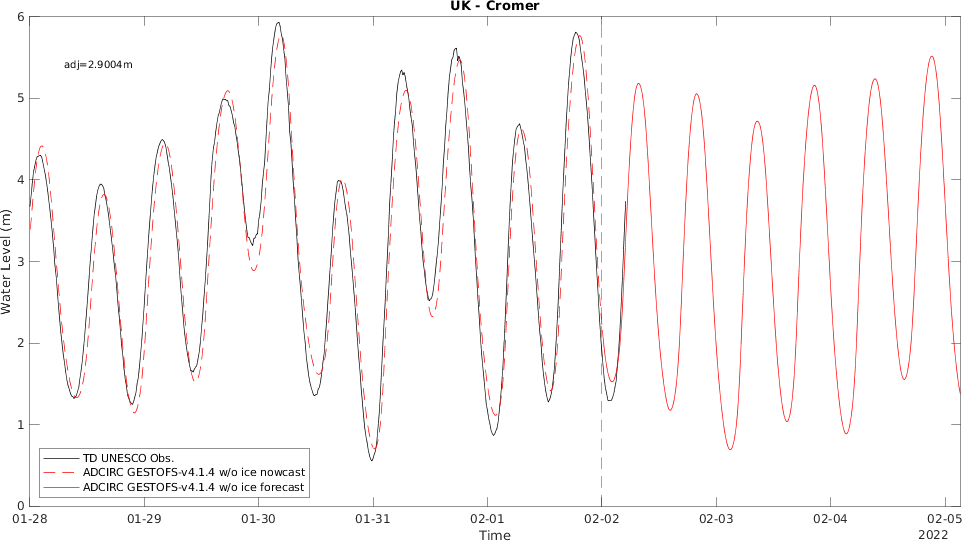 UK - Cromer
adj=2.9004m
Water Level (m)
6
5
4
3
2
1
0
TD UNESCO Obs.
ADCIRC GESTOFS-v4.1.4 w/o ice nowcast
ADCIRC GESTOFS-v4.1.4 w/o ice forecast
01-28 01-29 01-30 01-31 02-01 02-02 02-03 02-04 02-05
Time
2022